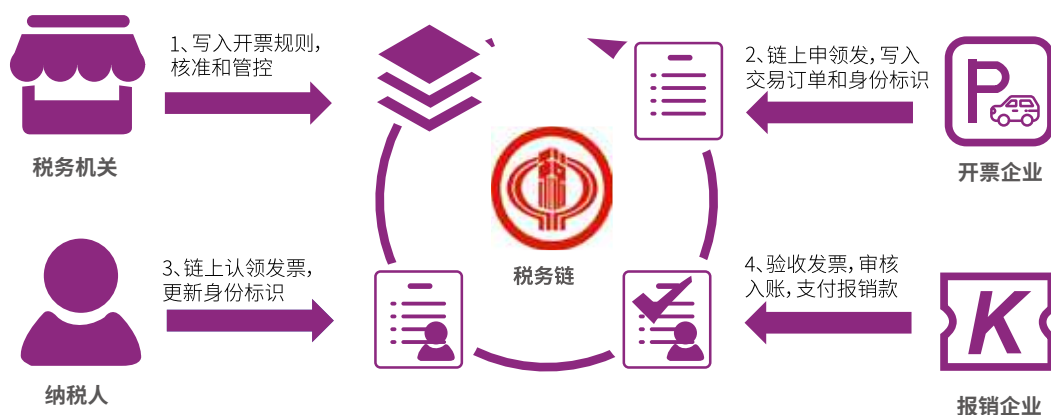 1、写入开票规则，
核准和管控
税务机关
2、链上申领发，写入
交易订单和身份标识
P
开票企业
税务链
3、链上认领发票，
更新身份标识
纳税人
4、验收发票，审核
入账，支付报销款
K
报销企业